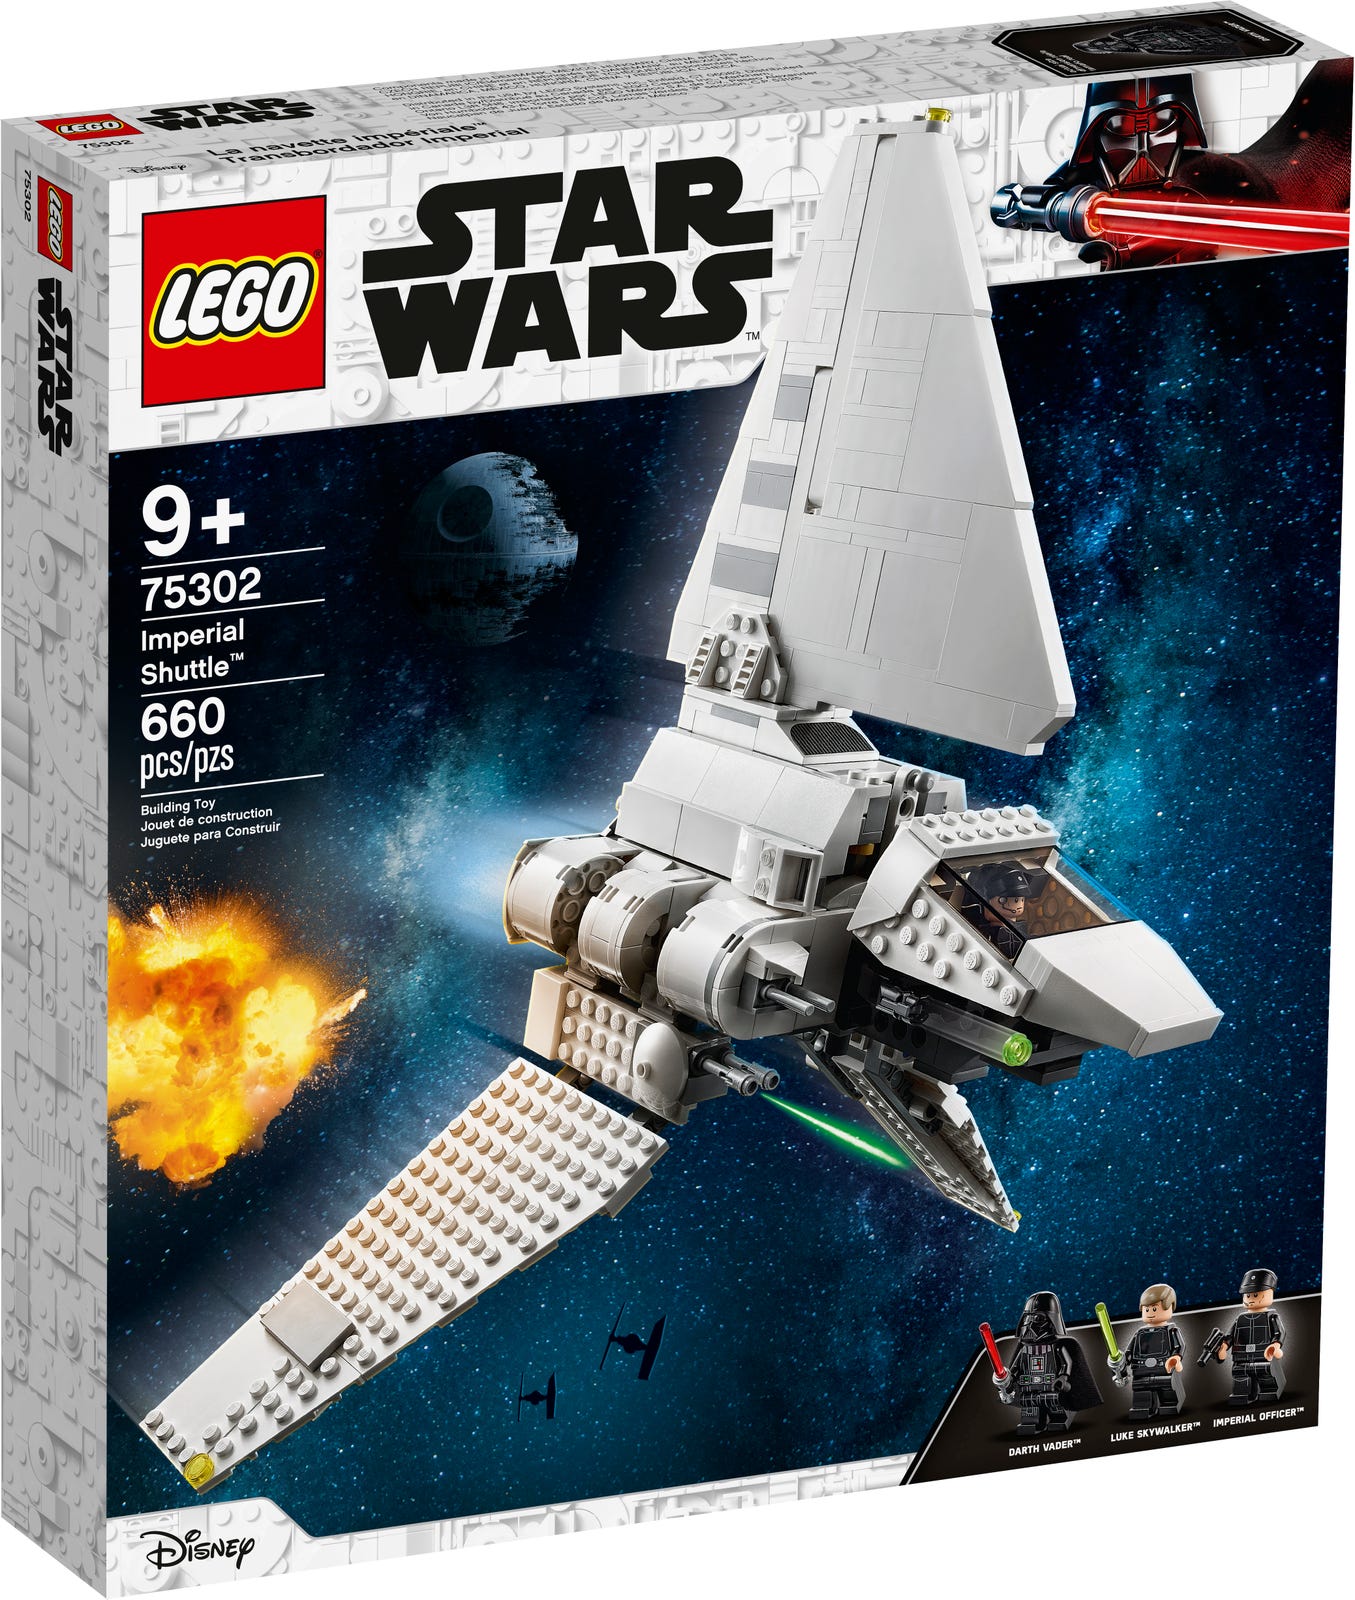 LEGO
STAR
WARS
75302
Disney
La navette impériale™
Transbordador Imperial
75302
LEGO
STAR
WARS
LEGO®
STAR
WARS™
9+
75302
Imperial
Shuttle™
660
pcs/pzs
Building Toy
Jouet de construction
Juguete para Construir
DARTH VADER™
LUKE SKYWALKER™
IMPERIAL OFFICER™
Disney